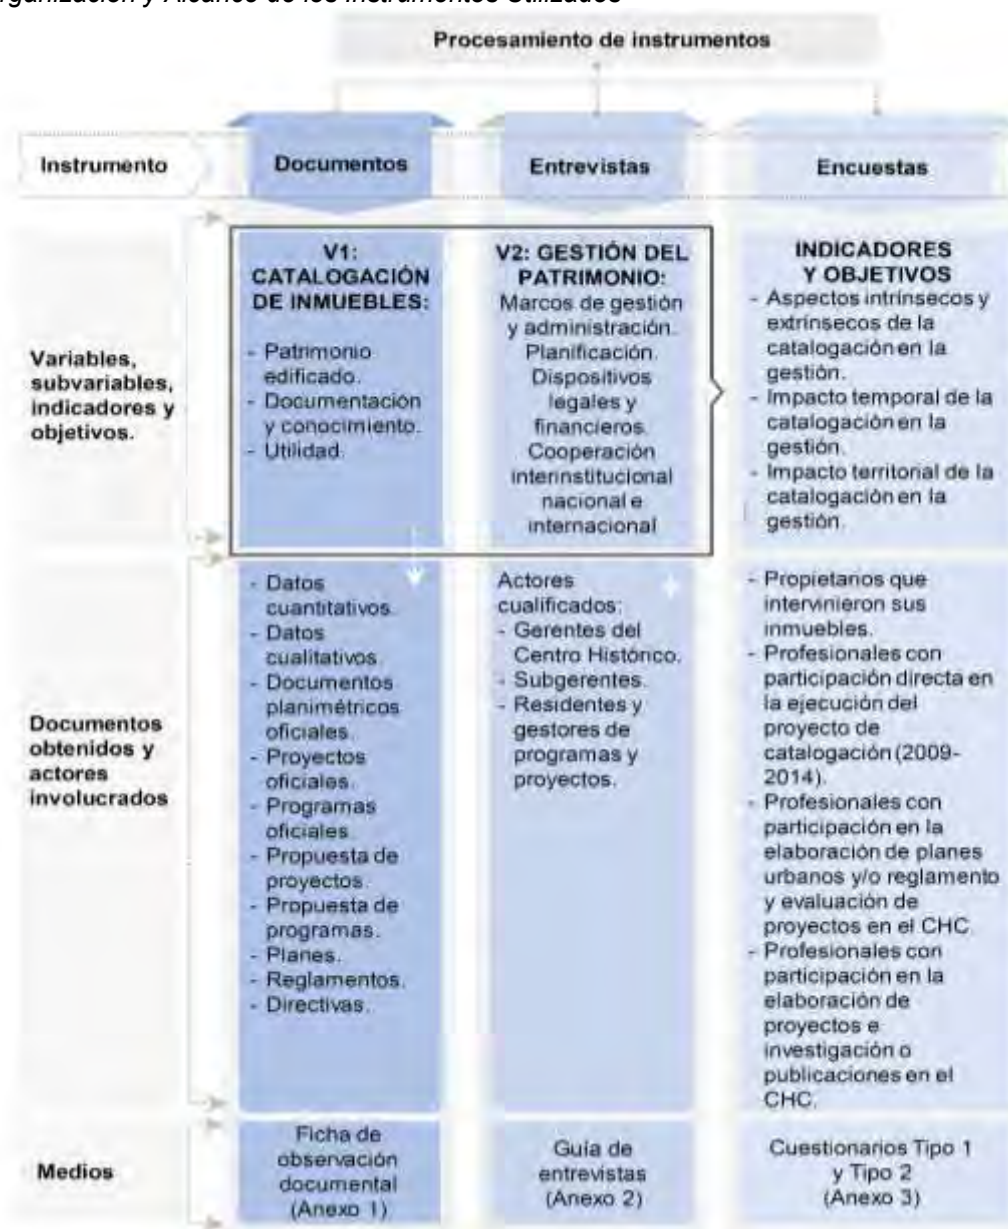 Organización y Alcance de los Instrumentos Utilizados
Procesamiento de instrumentos
Instrumento
Documentos
Entrevistas
Encuestas
Variables,
subvariables,
indicadores y
objetivos.
V1:
CATALOGACIÓN
DE INMUEBLES:
- Patrimonio
edificado.
- Documentación
y conocimiento.
- Utilidad.
V2: GESTIÓN DEL
PATRIMONIO:
Marcos de gestión
y administración.
Planificación.
Dispositivos
legales y
financieros.
Cooperación
interinstitucional
nacional e
internacional
INDICADORES
Y OBJETIVOS
- Aspectos intrínsecos y
extrínsecos de la
catalogación en la
gestión.
- Impacto temporal de la
catalogación en la
gestión.
- Impacto territorial de la
catalogación en la
gestión.
Documentos
obtenidos y
actores
involucrados
- Datos
cuantitativos.
- Datos
cualitativos.
- Documentos
planimétricos
oficiales.
- Proyectos
oficiales.
- Programas
oficiales.
- Propuesta de
proyectos.
- Propuesta de
programas.
- Planes.
- Reglamentos.
- Directivas.
Actores
cualificados:
- Gerentes del
Centro Histórico.
- Subgerentes.
- Residentes y
gestores de
programas y
proyectos.
- Propietarios que
intervinieron sus
inmuebles.
- Profesionales con
participación directa en
la ejecución del
proyecto de
catalogación (2009-
2014).
- Profesionales con
participación en la
elaboración de planes
urbanos y/o reglamento
y evaluación de
proyectos en el CHC
- Profesionales con
participación en la
elaboración de
proyectos e
investigación o
publicaciones en el
CHC.
Medios
Ficha de
observación
documental
(Anexo 1)
Guía de
entrevistas
(Anexo 2)
Cuestionarios Tipo 1
y Tipo 2
(Anexo 3)